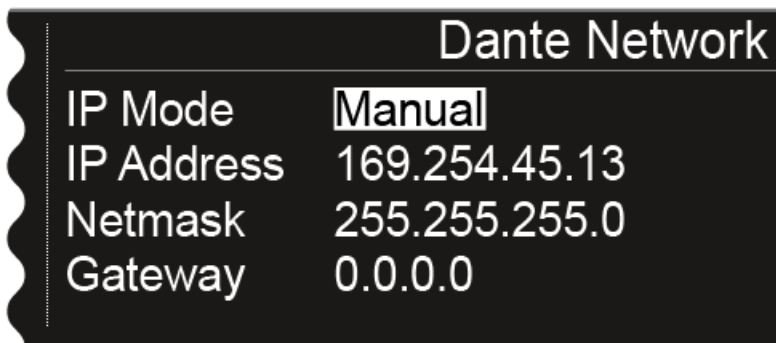 Dante Network
IP Mode Manual
IP Address 169.254.45.13
Netmask 255.255.255.0
Gateway 0.0.0.0